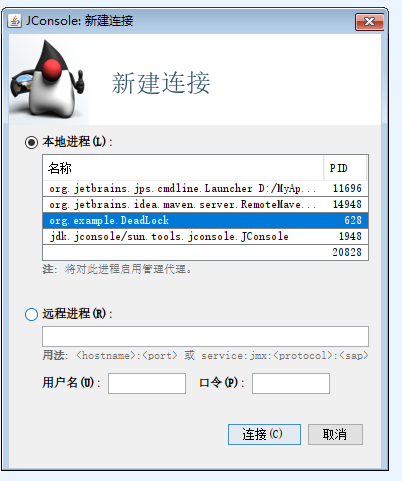 JConsole: 新建连接
新建连接
本地进程(L):
名称 PID
org.jetbrains.jps.cmdline.Launcher D:/MyAp... 11696
org.jetbrains.idea.maven.server.RemoteMave... 14948
org.example.DeadLock 628
jdk.jconsole/sun.tools.jconsole.JConsole 1948
20828
注: 将对此进程启用管理代理。
远程进程(R):
用法: <hostname>:<port> 或 service:jmx:<protocol>:<sap>
用户名(U): 口令(P):
连接(C) 取消